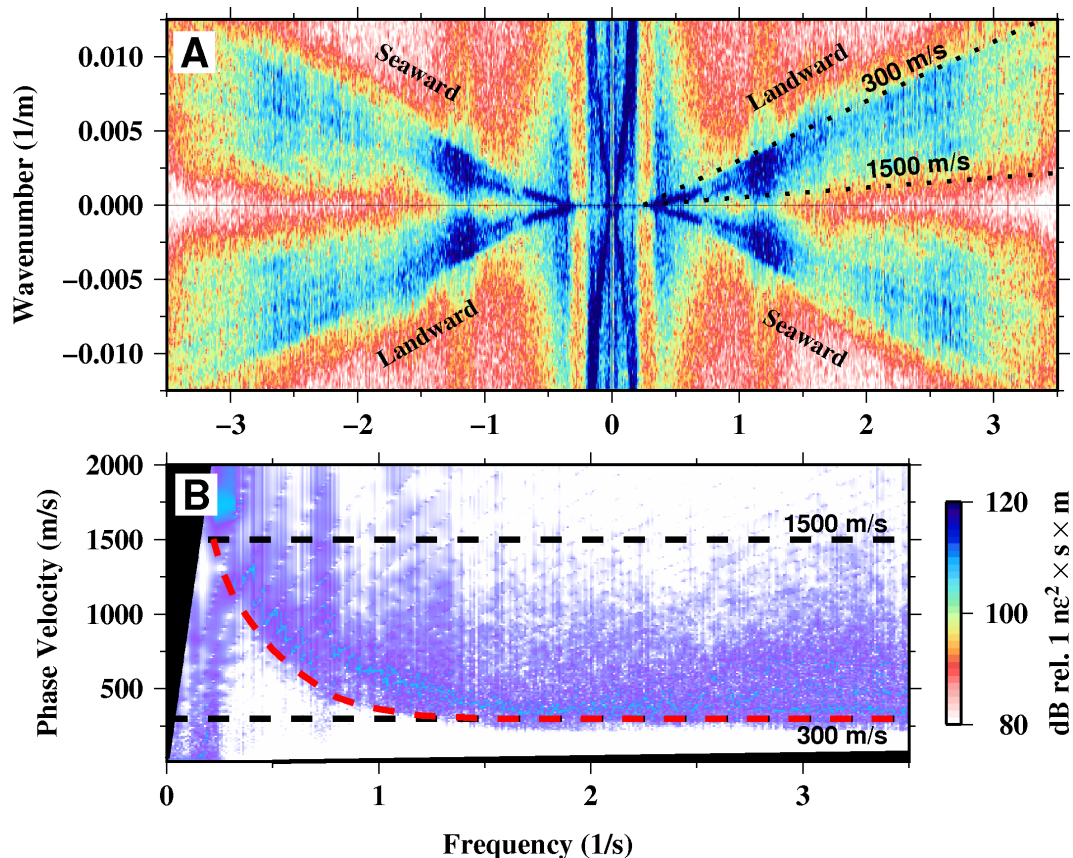 A
Seaward
Landward
300 m/s
1500 m/s
Landward
Seaward
Wavenumber (1/m)
0.010
0.005
0.000
−0.005
−0.010
−3 −2 −1 0 1 2 3
B
Phase Velocity (m/s)
2000
1500
1000
500
1500 m/s
300 m/s
0 1 2 3
Frequency (1/s)
120
100
80
dB rel. 1 nε² × s × m